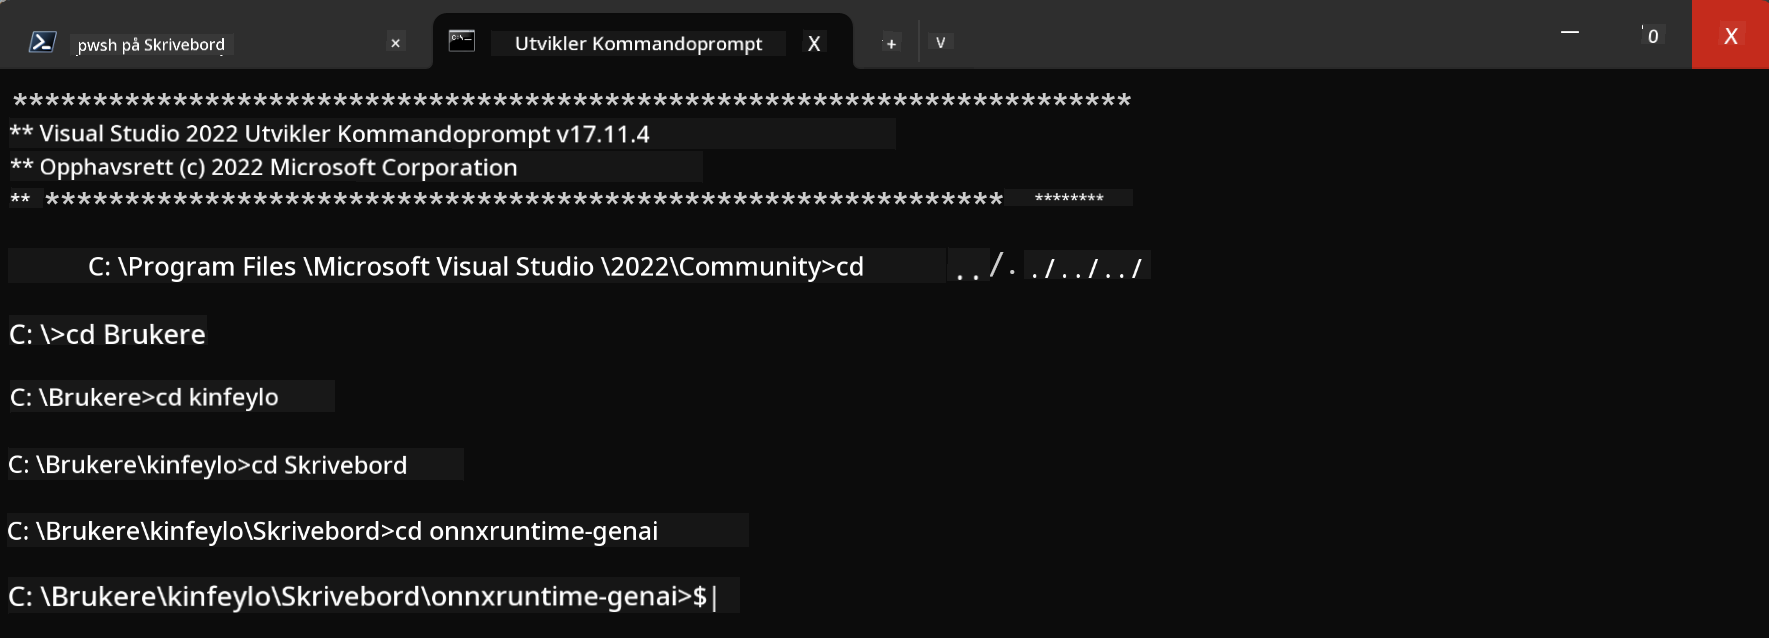 pwsh på Skrivebord x Utvikler Kommandoprompt X + v — 0 X
**********************************************************************
** Visual Studio 2022 Utvikler Kommandoprompt v17.11.4
** Opphavsrett (c) 2022 Microsoft Corporation
** ************************************************************ ********
C: \Program Files \Microsoft Visual Studio \2022\Community>cd ../../../../
C: \>cd Brukere
C: \Brukere>cd kinfeylo
C: \Brukere\kinfeylo>cd Skrivebord
C: \Brukere\kinfeylo\Skrivebord>cd onnxruntime-genai
C: \Brukere\kinfeylo\Skrivebord\onnxruntime-genai>$|